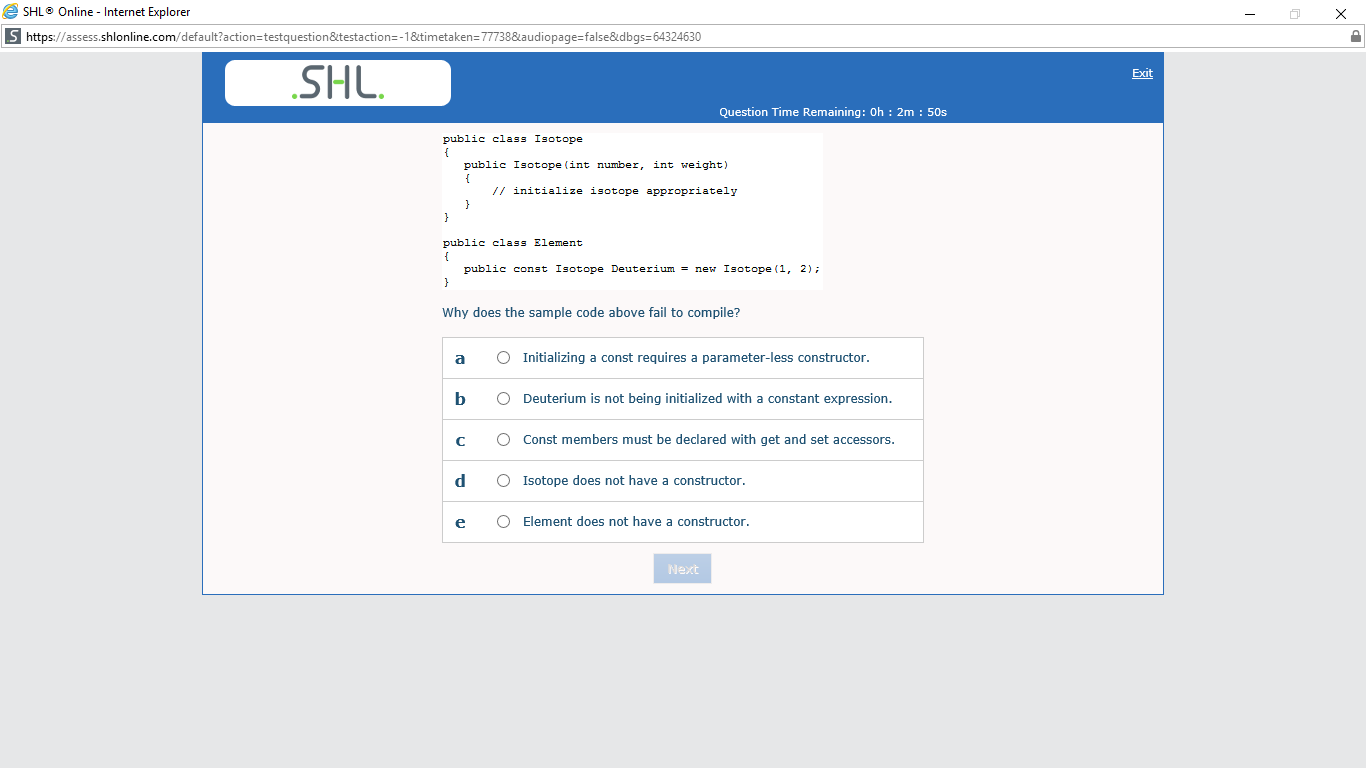 SHL® Online - Internet Explorer
https://assess.shlonline.com/default?action=testquestion&testaction=-1&timetaken=77738&audiopage=false&dbgs=64324630
.SHL.
Exit
Question Time Remaining: 0h : 2m : 50s
public class Isotope
{
public Isotope(int number, int weight)
{
// initialize isotope appropriately
}
}
public class Element
{
public const Isotope Deuterium = new Isotope(1, 2);
}
Why does the sample code above fail to compile?
a Initializing a const requires a parameter-less constructor.
b Deuterium is not being initialized with a constant expression.
c Const members must be declared with get and set accessors.
d Isotope does not have a constructor.
e Element does not have a constructor.
Next